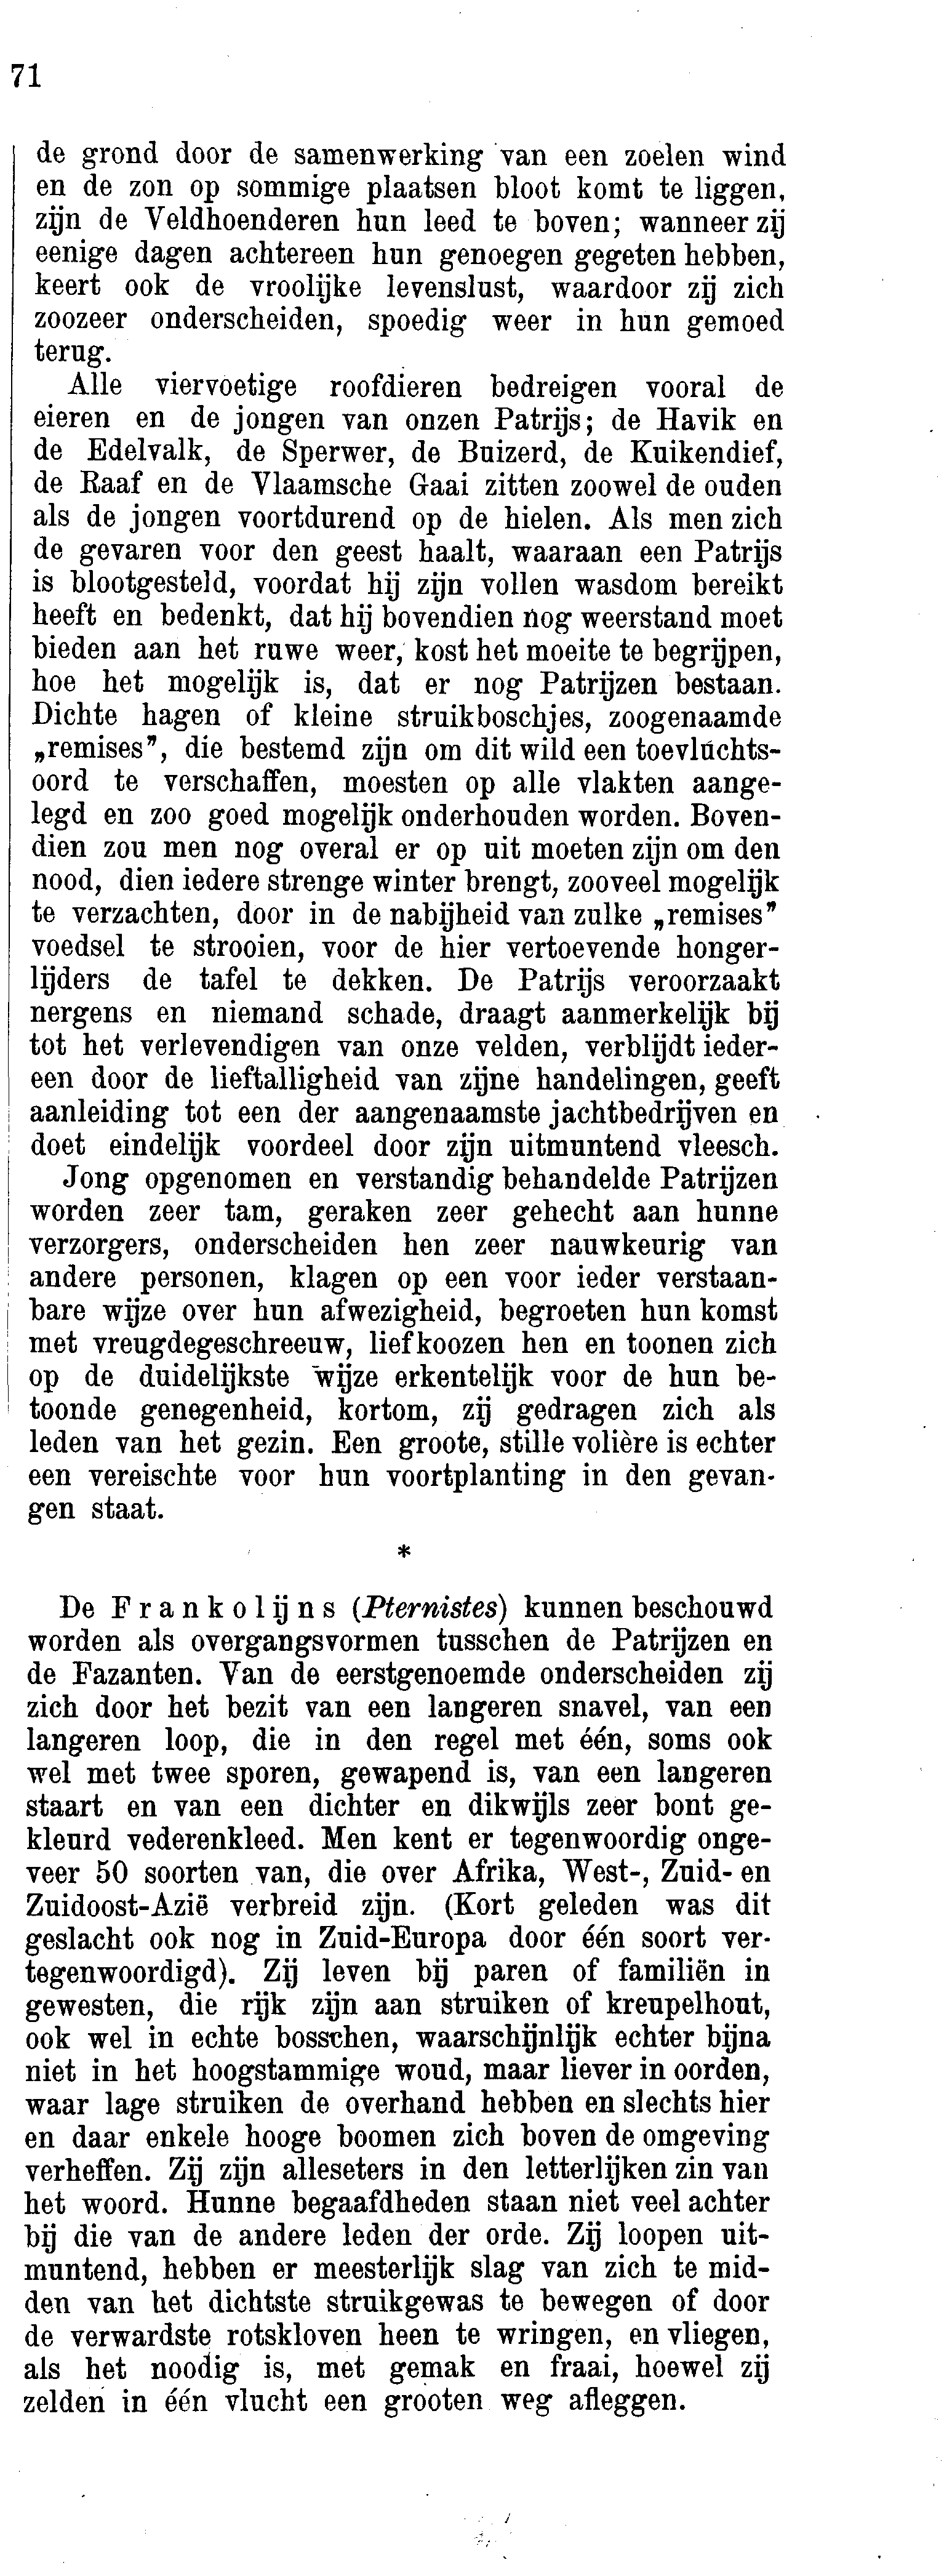 71
de grond door de samenwerking van een zoelen wind
en de zon op sommige plaatsen bloot komt te liggen,
zijn de Veldhoenderen hun leed te boven; wanneer zij
eenige dagen achtereen hun genoegen gegeten hebben,
keert ook de vroolijke levenslust, waardoor zij zich
zoozeer onderscheiden, spoedig weer in hun gemoed
terug.
Alle viervoetige roofdieren bedreigen vooral de
eieren en de jongen van onzen Patrijs; de Havik en
de Edelvalk, de Sperwer, de Buizerd, de Kuikendief,
de Raaf en de Vlaamsche Gaai zitten zoowel de ouden
als de jongen voortdurend op de hielen. Als men zich
de gevaren voor den geest haalt, waaraan een Patrijs
is blootgesteld, voordat hij zijn vollen wasdom bereikt
heeft en bedenkt, dat hij bovendien nog weerstand moet
bieden aan het ruwe weer, kost het moeite te begrijpen,
hoe het mogelijk is, dat er nog Patrijzen bestaan.
Dichte hagen of kleine struikboschjes, zoogenaamde
„remises”, die bestemd zijn om dit wild een toevluchts-
oord te verschaffen, moesten op alle vlakten aange-
legd en zoo goed mogelijk onderhouden worden. Boven-
dien zou men nog overal er op uit moeten zijn om den
nood, dien iedere strenge winter brengt, zooveel mogelijk
te verzachten, door in de nabijheid van zulke „remises”
voedsel te strooien, voor de hier vertoevende honger-
lijders de tafel te dekken. De Patrijs veroorzaakt
nergens en niemand schade, draagt aanmerkelijk bij
tot het verlevendigen van onze velden, verblijdt ieder-
een door de lieftalligheid van zijne handelingen, geeft
aanleiding tot een der aangenaamste jachtbedrijven en
doet eindelijk voordeel door zijn uitmuntend vleesch.
Jong opgenomen en verstandig behandelde Patrijzen
worden zeer tam, geraken zeer gehecht aan hunne
verzorgers, onderscheiden hen zeer nauwkeurig van
andere personen, klagen op een voor ieder verstaan-
bare wijze over hun afwezigheid, begroeten hun komst
met vreugdegeschreeuw, liefkoozen hen en toonen zich
op de duidelijkste wijze erkentelijk voor de hun be-
toonde genegenheid, kortom, zij gedragen zich als
leden van het gezin. Een groote, stille volière is echter
een vereischte voor hun voortplanting in den gevan-
gen staat.
*
De Frankolijns (Pternistes) kunnen beschouwd
worden als overgangsvormen tusschen de Patrijzen en
de Fazanten. Van de eerstgenoemde onderscheiden zij
zich door het bezit van een langeren snavel, van een
langeren loop, die in den regel met één, soms ook
wel met twee sporen, gewapend is, van een langeren
staart en van een dichter en dikwijls zeer bont ge-
kleurd vederenkleed. Men kent er tegenwoordig onge-
veer 50 soorten van, die over Afrika, West-, Zuid- en
Zuidoost-Azië verbreid zijn. (Kort geleden was dit
geslacht ook nog in Zuid-Europa door één soort ver-
tegenwoordigd). Zij leven bij paren of familiën in
gewesten, die rijk zijn aan struiken of kreupelhout,
ook wel in echte bosschen, waarschijnlijk echter bijna
niet in het hoogstammige woud, maar liever in oorden,
waar lage struiken de overhand hebben en slechts hier
en daar enkele hooge boomen zich boven de omgeving
verheffen. Zij zijn alleseters in den letterlijken zin van
het woord. Hunne begaafdheden staan niet veel achter
bij die van de andere leden der orde. Zij loopen uit-
muntend, hebben er meesterlijk slag van zich te mid-
den van het dichtste struikgewas te bewegen of door
de verwardste rotskloven heen te wringen, en vliegen,
als het noodig is, met gemak en fraai, hoewel zij
zelden in één vlucht een grooten weg afleggen.